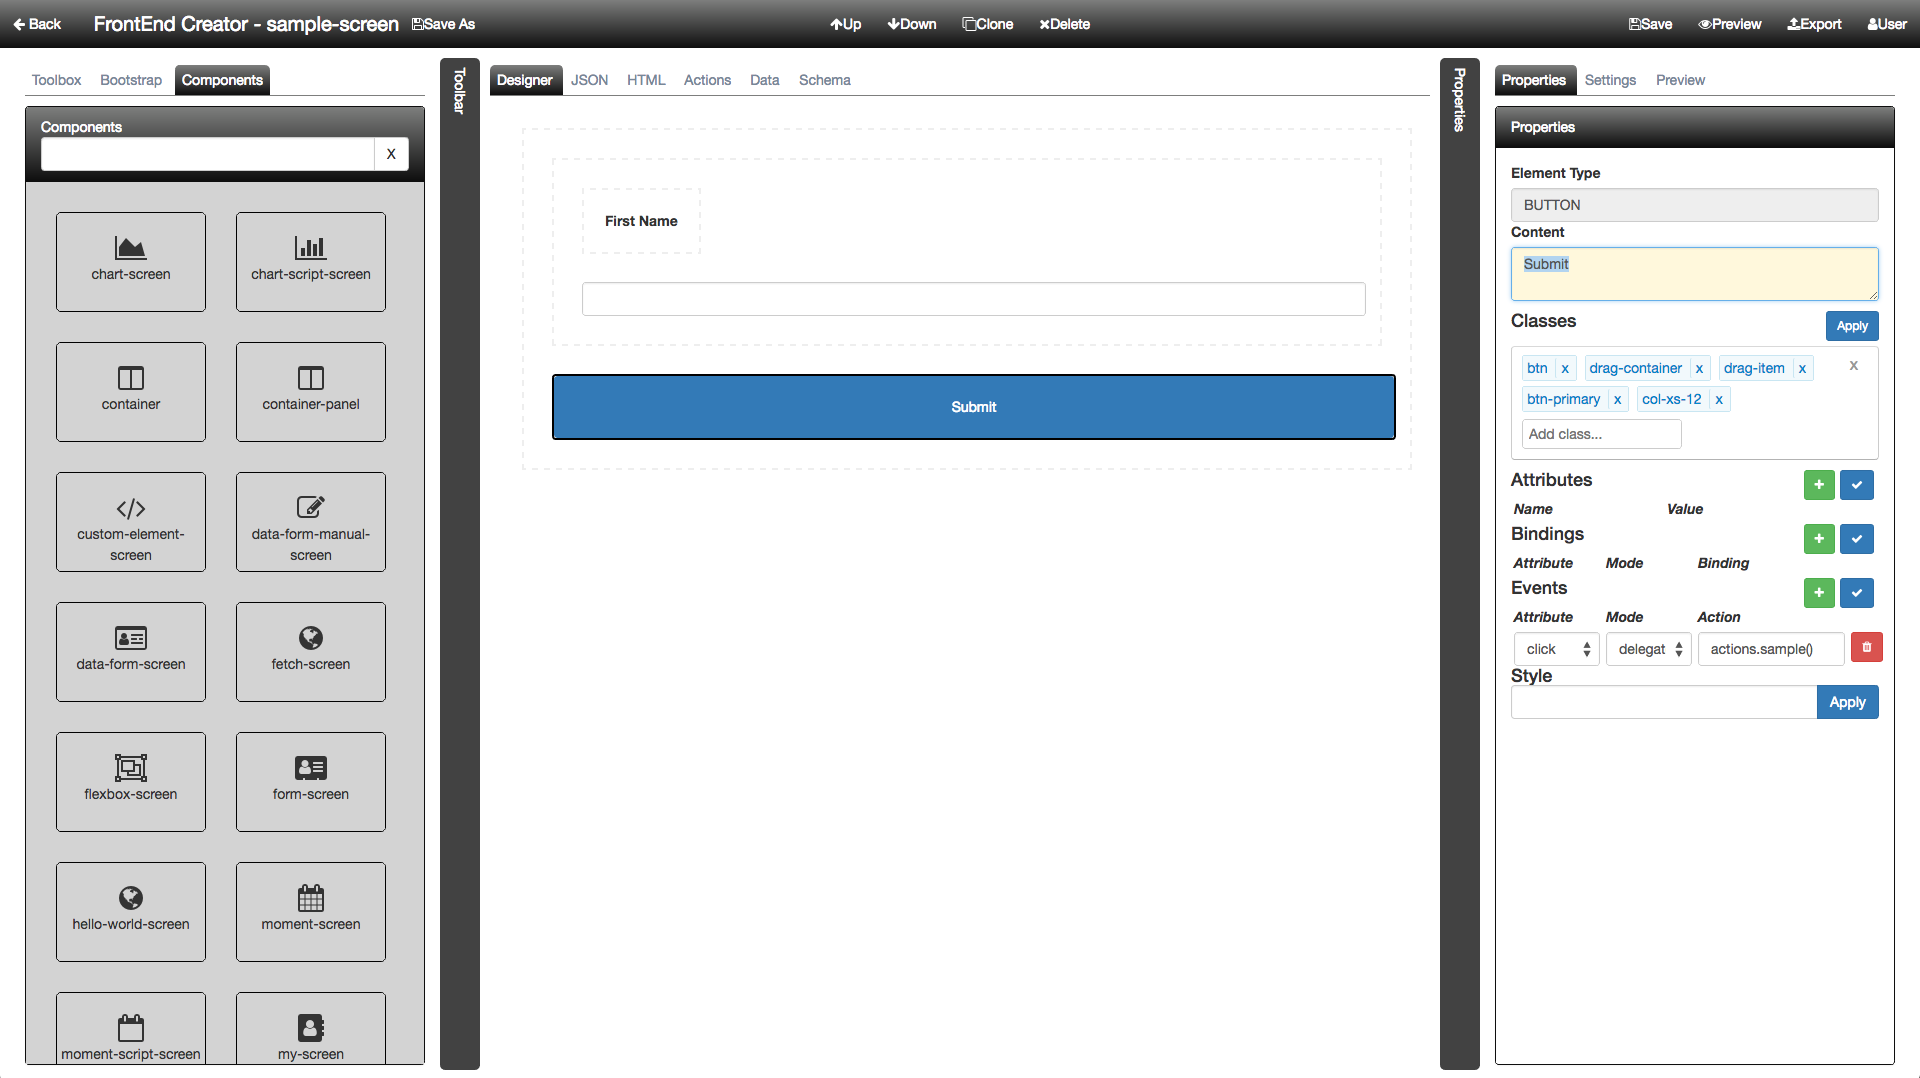 Back
FrontEnd Creator - sample-screen
Save As
Up
Down
Clone
Delete
Save
Preview
Export
User
Toolbox
Bootstrap
Components
Components
X
chart-screen
chart-script-screen
container
container-panel
custom-element-
screen
data-form-manual-
screen
data-form-screen
fetch-screen
flexbox-screen
form-screen
hello-world-screen
moment-screen
moment-script-screen
my-screen
Toolbar
Designer
JSON
HTML
Actions
Data
Schema
First Name
Submit
Properties
Properties
Settings
Preview
Properties
Element Type
BUTTON
Content
Submit
Classes
Apply
btn x
drag-container x
drag-item x
X
btn-primary x
col-xs-12 x
Add class...
Attributes
Name
Value
Bindings
Attribute
Mode
Binding
Events
Attribute
Mode
Action
click
delegat
actions.sample()
Style
Apply